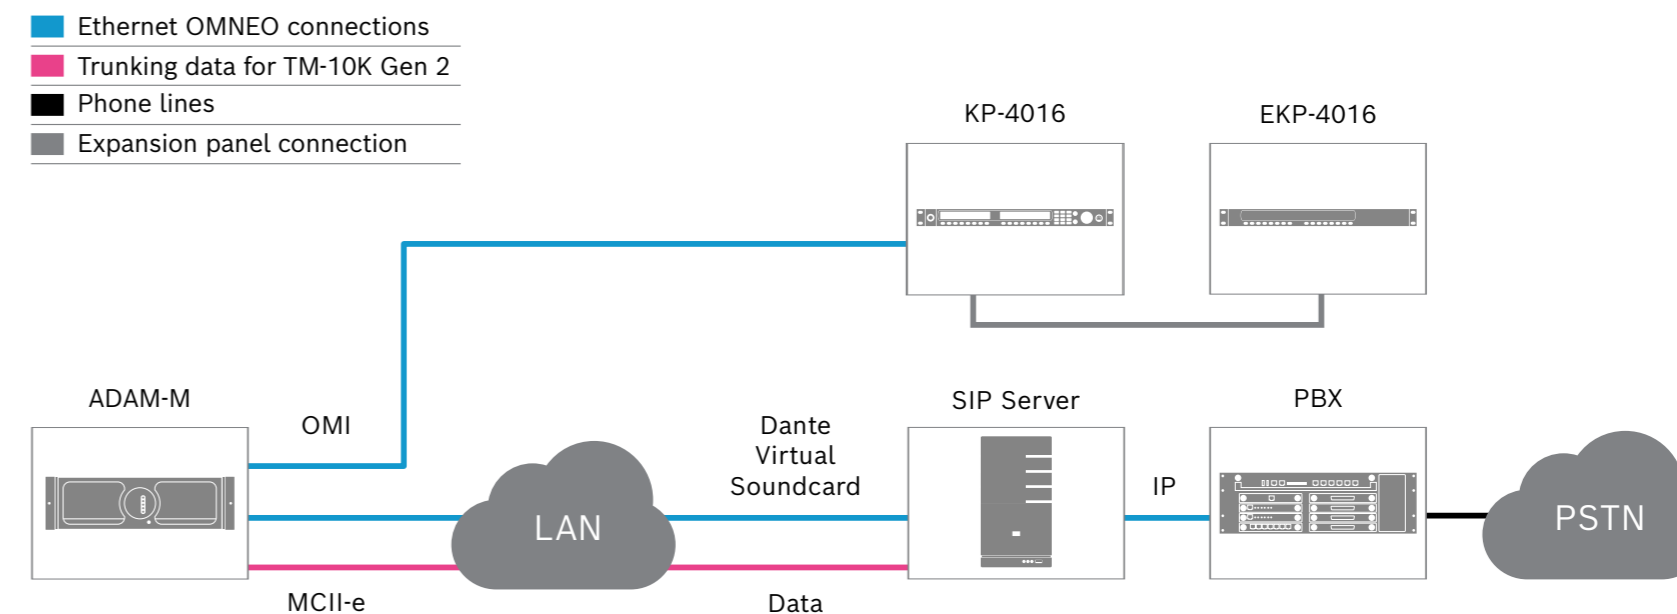 Ethernet OMNEO connections
Trunking data for TM-10K Gen 2
Phone lines
Expansion panel connection
KP-4016
EKP-4016
ADAM-M
OMI
Dante
Virtual
Soundcard
SIP Server
PBX
IP
LAN
PSTN
MCII-e
Data